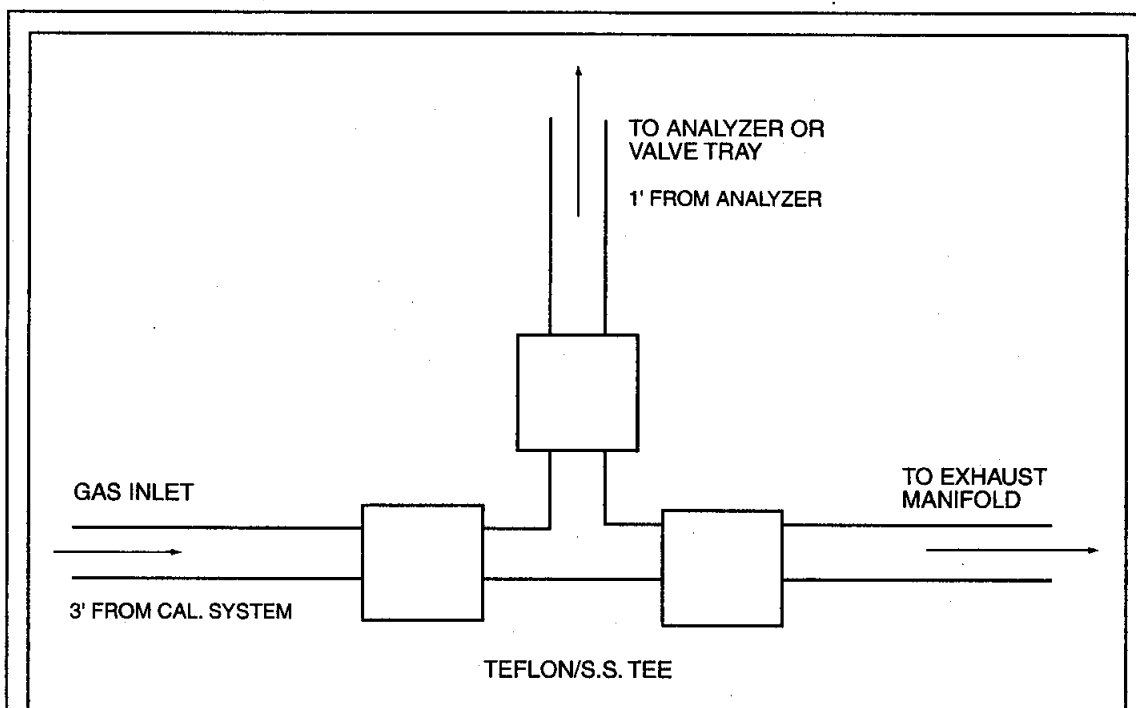 TO ANALYZER OR
VALVE TRAY
1' FROM ANALYZER
GAS INLET
TO EXHAUST
MANIFOLD
3' FROM CAL. SYSTEM
TEFLON/S.S. TEE